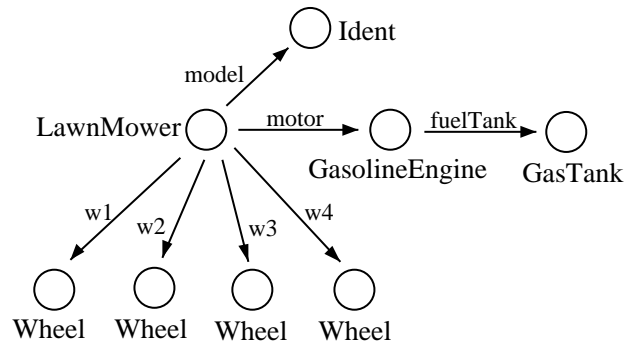 Ident
model
LawnMower
motor
fuelTank
GasolineEngine
GasTank
w1
w2
w3
w4
Wheel
Wheel
Wheel
Wheel